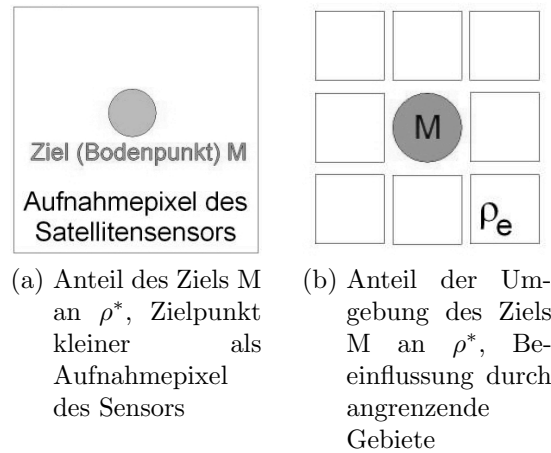 Ziel (Bodenpunkt) M
Aufnahmepixel des
Satellitensensors
M
ρe
(a) Anteil des Ziels M
an ρ*, Zielpunkt
kleiner als
Aufnahmepixel
des Sensors
(b) Anteil der Um-
gebung des Ziels
M an ρ*, Be-
einflussung durch
angrenzende
Gebiete